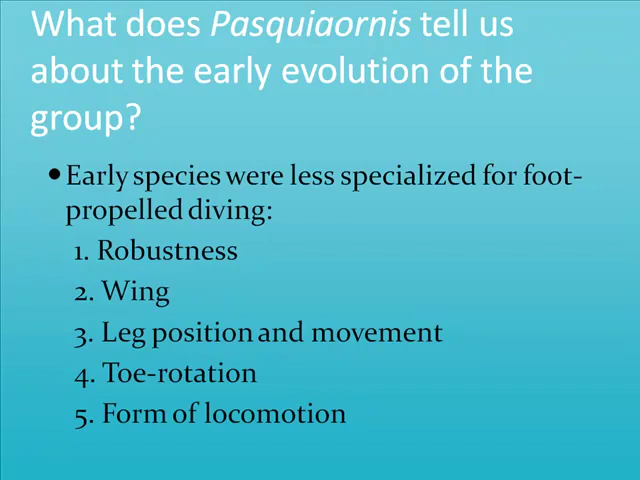 What does Pasquiaornis tell us
about the early evolution of the
group?
• Early species were less specialized for foot-
propelled diving:
1. Robustness
2. Wing
3. Leg position and movement
4. Toe-rotation
5. Form of locomotion